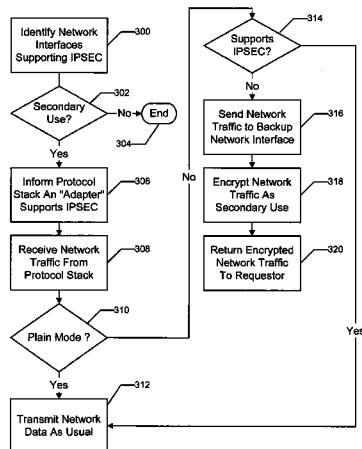 Identify Network
Interfaces
Supporting IPSEC
300
Secondary
Use?
302
No
End
304
Yes
Inform Protocol
Stack An "Adapter"
Supports IPSEC
306
Receive Network
Traffic From
Protocol Stack
308
Plain Mode ?
310
No
Yes
Transmit Network
Data As Usual
312
Supports
IPSEC?
314
No
Send Network
Traffic to Backup
Network Interface
316
Encrypt Network
Traffic As
Secondary Use
318
Return Encrypted
Network Traffic
To Requestor
320
Yes